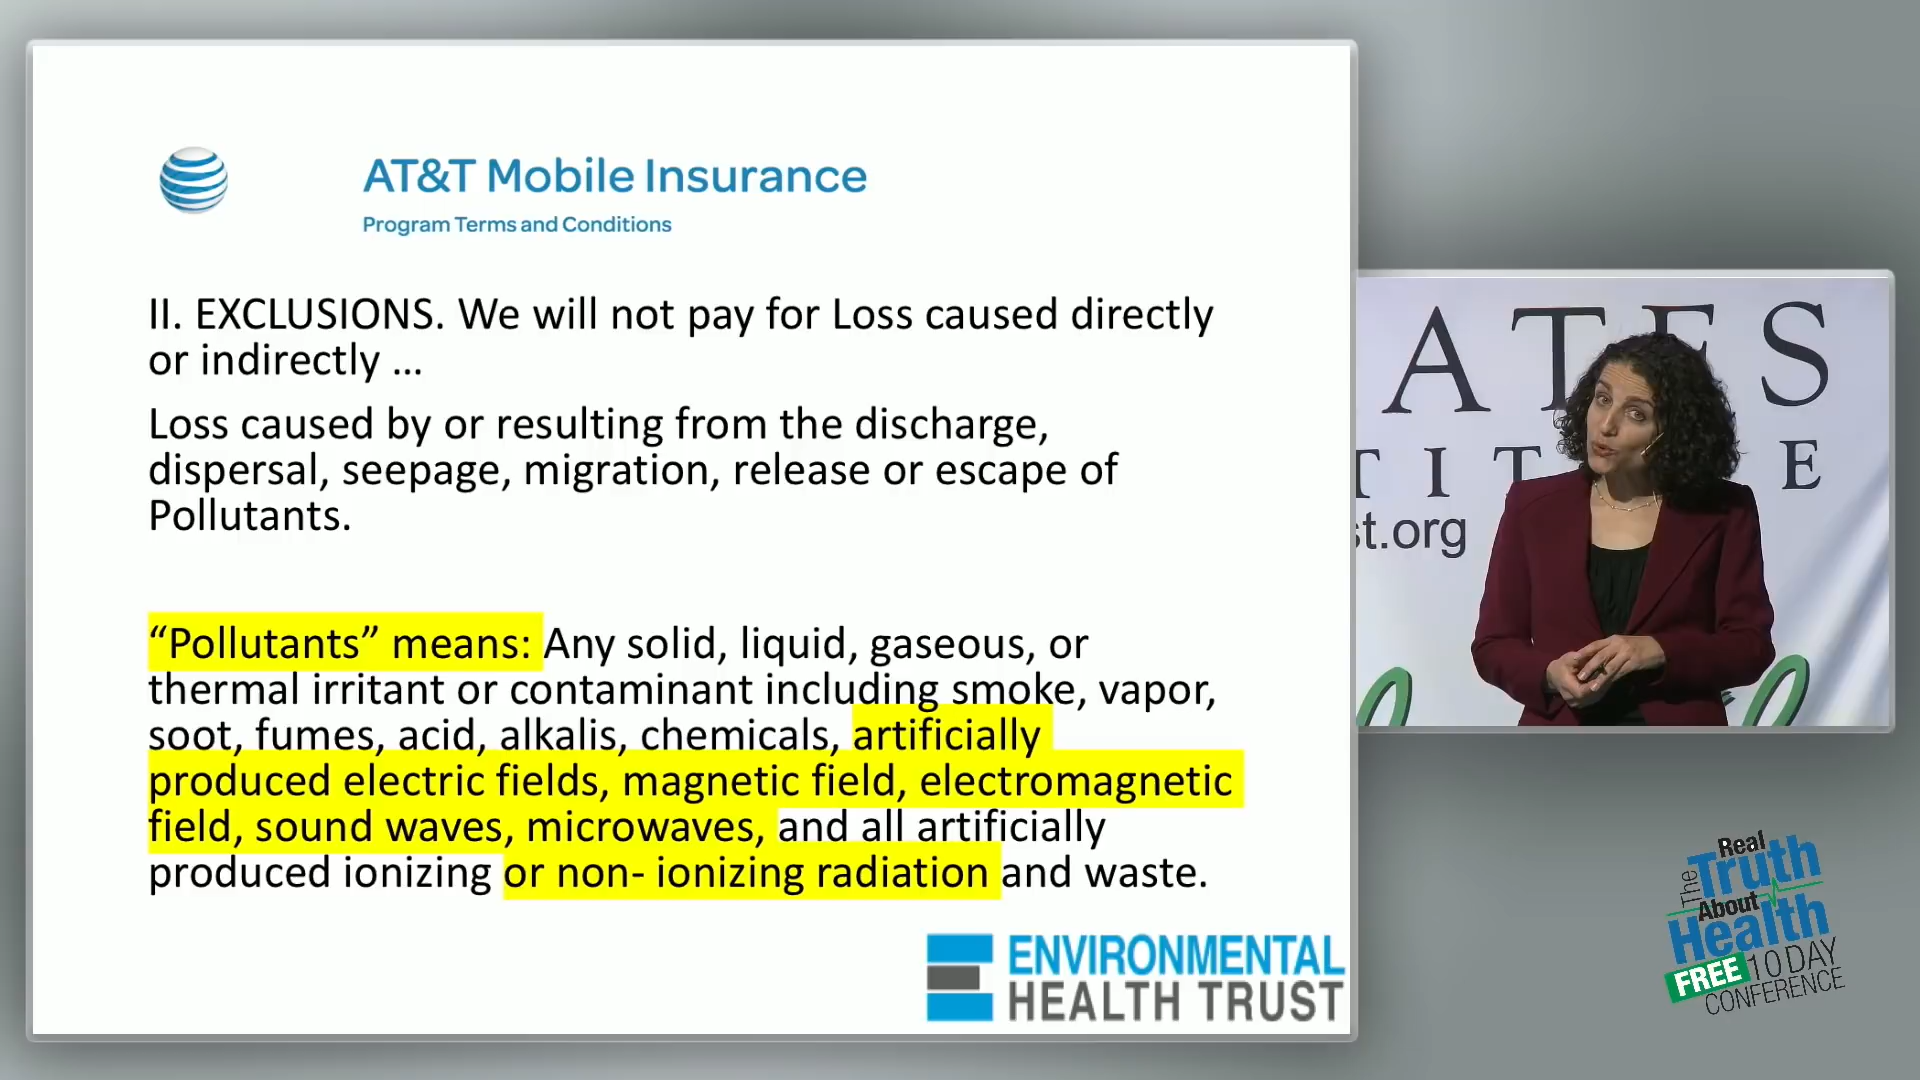 AT&T Mobile Insurance
Program Terms and Conditions
II. EXCLUSIONS. We will not pay for Loss caused directly
or indirectly ...
Loss caused by or resulting from the discharge,
dispersal, seepage, migration, release or escape of
Pollutants.
“Pollutants” means: Any solid, liquid, gaseous, or
thermal irritant or contaminant including smoke, vapor,
soot, fumes, acid, alkalis, chemicals, artificially
produced electric fields, magnetic field, electromagnetic
field, sound waves, microwaves, and all artificially
produced ionizing or non- ionizing radiation and waste.
ENVIRONMENTAL
HEALTH TRUST
ATES
TIT E
st.org
The Real
Truth
About
Health
FREE 10 DAY
CONFERENCE